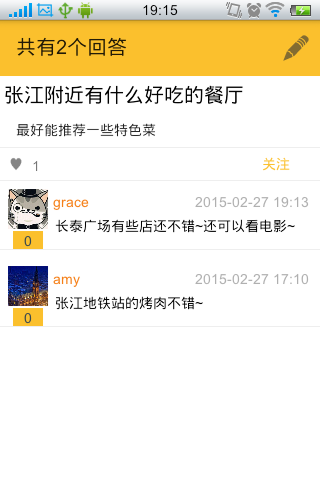 19:15
共有2个回答
张江附近有什么好吃的餐厅
最好能推荐一些特色菜
1 关注
grace 2015-02-27 19:13
长泰广场有些店还不错~还可以看电影~
0
amy 2015-02-27 17:10
张江地铁站的烤肉不错~
0